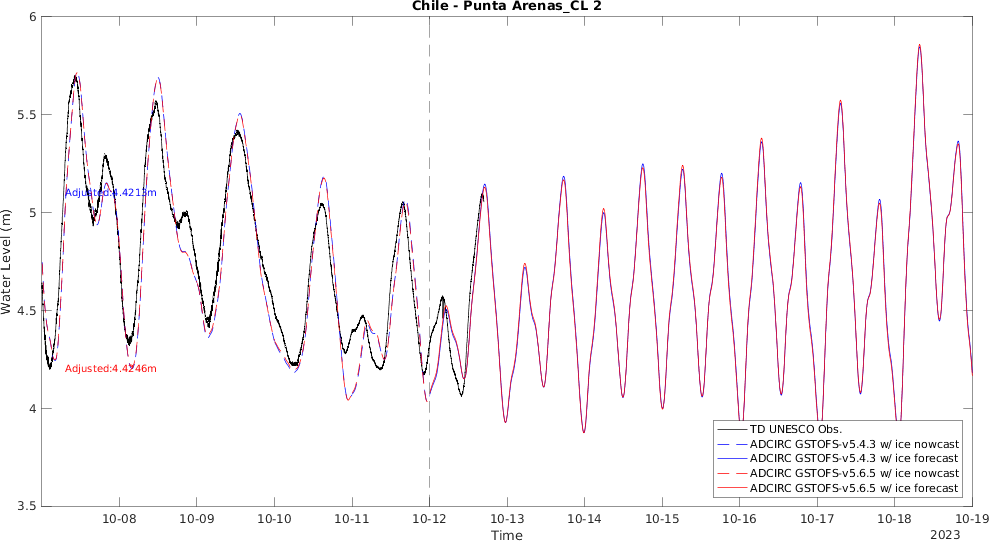 Chile - Punta Arenas_CL 2
6
5.5
5
4.5
4
3.5
Water Level (m)
Adjusted:4.4213m
Adjusted:4.4246m
TD UNESCO Obs.
ADCIRC GSTOFS-v5.4.3 w/ ice nowcast
ADCIRC GSTOFS-v5.4.3 w/ ice forecast
ADCIRC GSTOFS-v5.6.5 w/ ice nowcast
ADCIRC GSTOFS-v5.6.5 w/ ice forecast
10-08 10-09 10-10 10-11 10-12 10-13 10-14 10-15 10-16 10-17 10-18 10-19
Time
2023